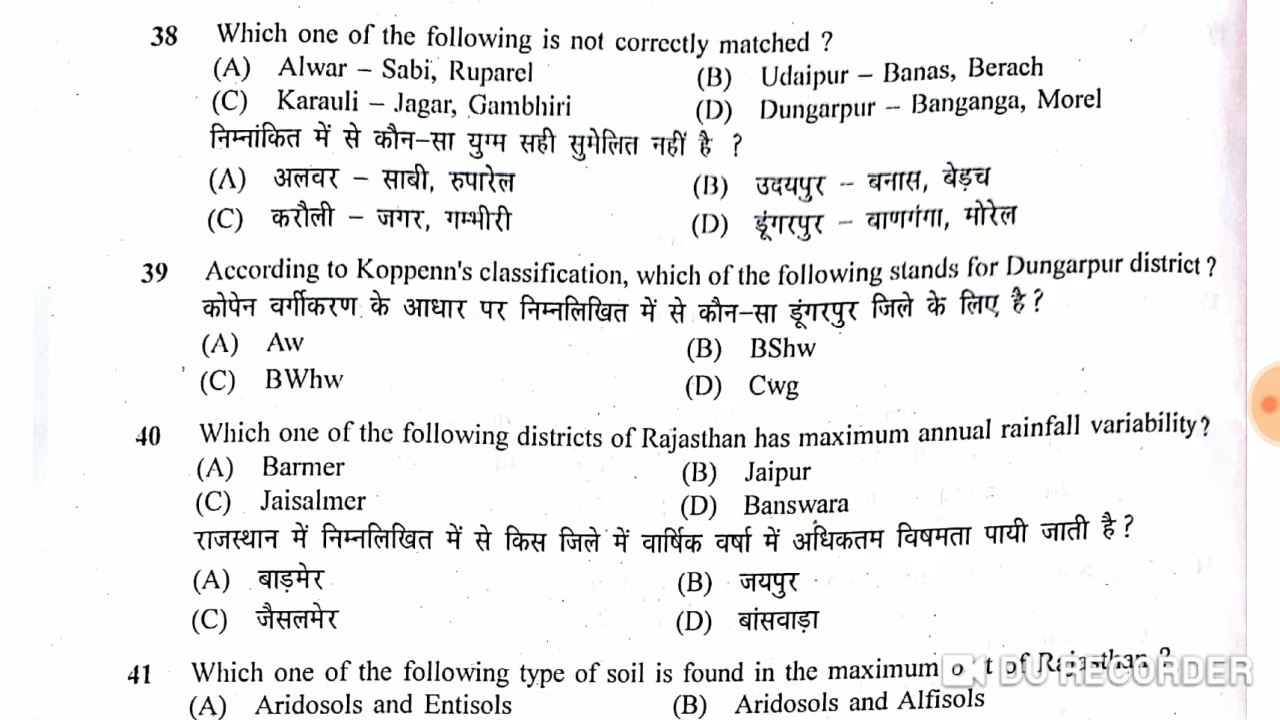 38 Which one of the following is not correctly matched ?
(A) Alwar – Sabi, Ruparel (B) Udaipur – Banas, Berach
(C) Karauli – Jagar, Gambhiri (D) Dungarpur – Banganga, Morel
निम्नांकित में से कौन-सा युग्म सही सुमेलित नहीं है ?
(A) अलवर – साबी, रुपारेल (B) उदयपुर – बनास, बेड़च
(C) करौली – जगर, गम्भीरी (D) डूंगरपुर – बाणगंगा, मोरेल
39 According to Koppenn's classification, which of the following stands for Dungarpur district ?
कोपेन वर्गीकरण के आधार पर निम्नलिखित में से कौन-सा डूंगरपुर जिले के लिए है ?
(A) Aw (B) BShw
(C) BWhw (D) Cwg
40 Which one of the following districts of Rajasthan has maximum annual rainfall variability ?
(A) Barmer (B) Jaipur
(C) Jaisalmer (D) Banswara
राजस्थान में निम्नलिखित में से किस जिले में वार्षिक वर्षा में अधिकतम विषमता पायी जाती है ?
(A) बाड़मेर (B) जयपुर
(C) जैसलमेर (D) बांसवाड़ा
41 Which one of the following type of soil is found in the maximum of Rajasthan ?
DU RECORDER
(A) Aridosols and Entisols (B) Aridosols and Alfisols